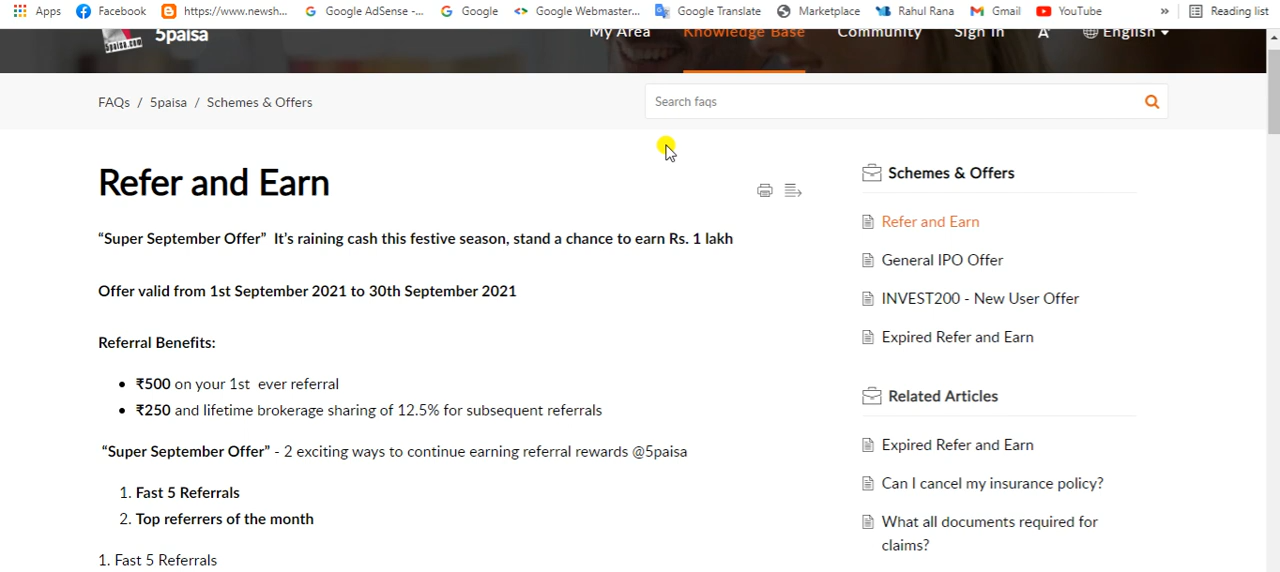 Apps Facebook https://www.newsh... Google AdSense -... Google Google Webmaster... Google Translate Marketplace Rahul Rana Gmail YouTube » Reading list
5paisa.com 5paisa My Area Knowledge Base Community Sign In A English
FAQs / 5paisa / Schemes & Offers Search faqs
Refer and Earn
“Super September Offer” It’s raining cash this festive season, stand a chance to earn Rs. 1 lakh
Offer valid from 1st September 2021 to 30th September 2021
Referral Benefits:
• ₹500 on your 1st ever referral
• ₹250 and lifetime brokerage sharing of 12.5% for subsequent referrals
“Super September Offer” - 2 exciting ways to continue earning referral rewards @5paisa
1. Fast 5 Referrals
2. Top referrers of the month
1. Fast 5 Referrals
Schemes & Offers
Refer and Earn
General IPO Offer
INVEST200 - New User Offer
Expired Refer and Earn
Related Articles
Expired Refer and Earn
Can I cancel my insurance policy?
What all documents required for
claims?